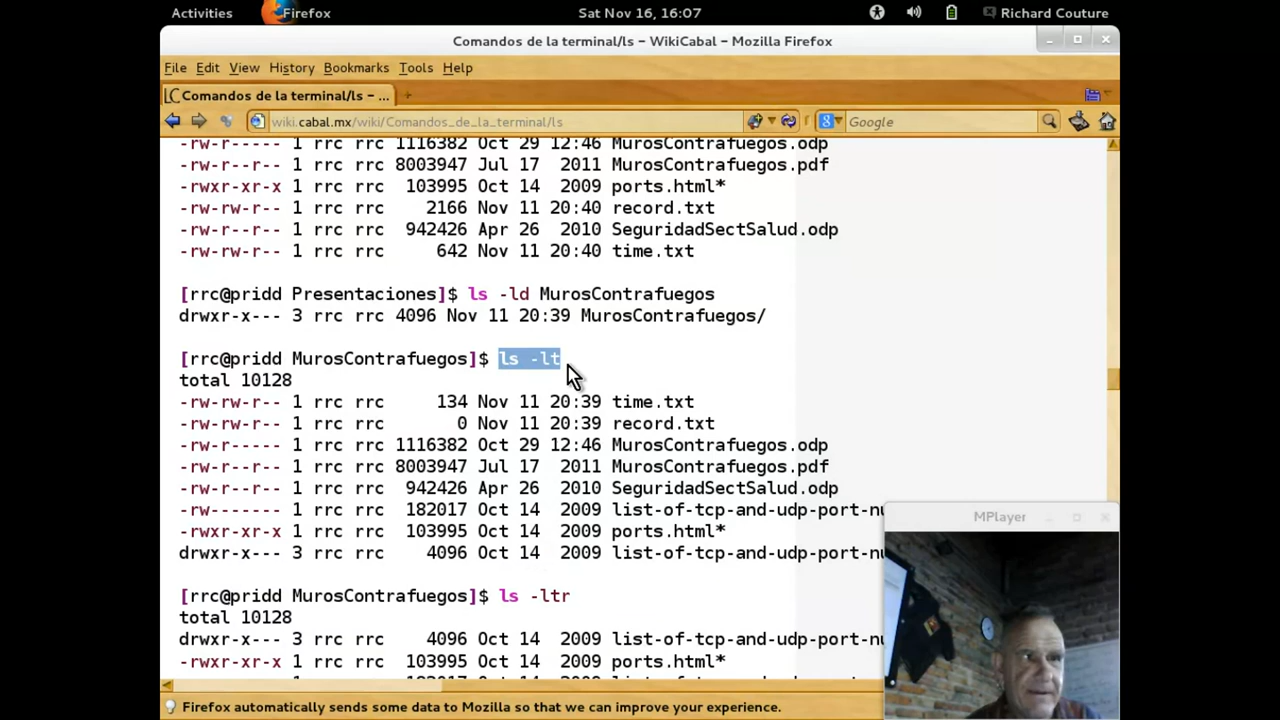 Activities Firefox Sat Nov 16, 16:07 Richard Couture
Comandos de la terminal/ls – WikiCabal – Mozilla Firefox
File Edit View History Bookmarks Tools Help
Comandos de la terminal/ls – ...
wiki.cabal.mx/wiki/Comandos_de_la_terminal/ls Google
-rw-r----- 1 rrc rrc 1116382 Oct 29 12:46 MurosContrafuegos.odp
-rw-r--r-- 1 rrc rrc 8003947 Jul 17 2011 MurosContrafuegos.pdf
-rwxr-xr-x 1 rrc rrc 103995 Oct 14 2009 ports.html*
-rw-rw-r-- 1 rrc rrc 2166 Nov 11 20:40 record.txt
-rw-r--r-- 1 rrc rrc 942426 Apr 26 2010 SeguridadSectSalud.odp
-rw-rw-r-- 1 rrc rrc 642 Nov 11 20:40 time.txt
[rrc@pridd Presentaciones]$ ls -ld MurosContrafuegos
drwxr-x--- 3 rrc rrc 4096 Nov 11 20:39 MurosContrafuegos/
[rrc@pridd MurosContrafuegos]$ ls -lt
total 10128
-rw-rw-r-- 1 rrc rrc 134 Nov 11 20:39 time.txt
-rw-rw-r-- 1 rrc rrc 0 Nov 11 20:39 record.txt
-rw-r----- 1 rrc rrc 1116382 Oct 29 12:46 MurosContrafuegos.odp
-rw-r--r-- 1 rrc rrc 8003947 Jul 17 2011 MurosContrafuegos.pdf
-rw-r--r-- 1 rrc rrc 942426 Apr 26 2010 SeguridadSectSalud.odp
-rw------- 1 rrc rrc 182017 Oct 14 2009 list-of-tcp-and-udp-port-nu
-rwxr-xr-x 1 rrc rrc 103995 Oct 14 2009 ports.html*
drwxr-x--- 3 rrc rrc 4096 Oct 14 2009 list-of-tcp-and-udp-port-nu
[rrc@pridd MurosContrafuegos]$ ls -ltr
total 10128
drwxr-x--- 3 rrc rrc 4096 Oct 14 2009 list-of-tcp-and-udp-port-nu
-rwxr-xr-x 1 rrc rrc 103995 Oct 14 2009 ports.html*
MPlayer
Firefox automatically sends some data to Mozilla so that we can improve your experience.